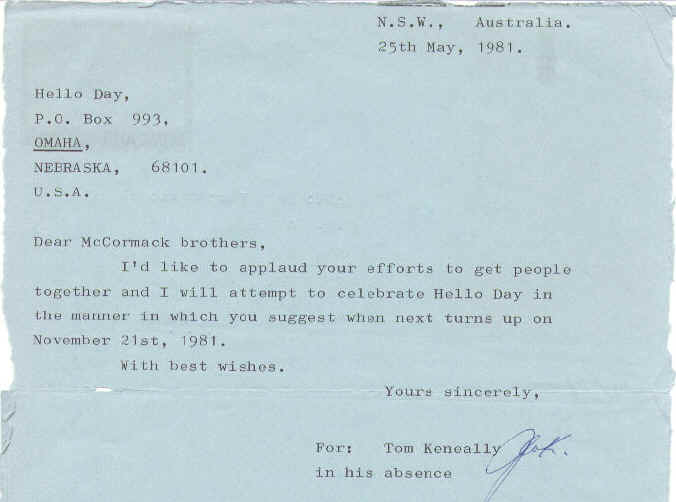 N.S.W., Australia.
25th May, 1981.
Hello Day,
P.O. Box 993,
OMAHA,
NEBRASKA, 68101.
U.S.A.
Dear McCormack brothers,
I'd like to applaud your efforts to get people
together and I will attempt to celebrate Hello Day in
the manner in which you suggest when next turns up on
November 21st, 1981.
With best wishes.
Yours sincerely,
For: Tom Keneally
in his absence